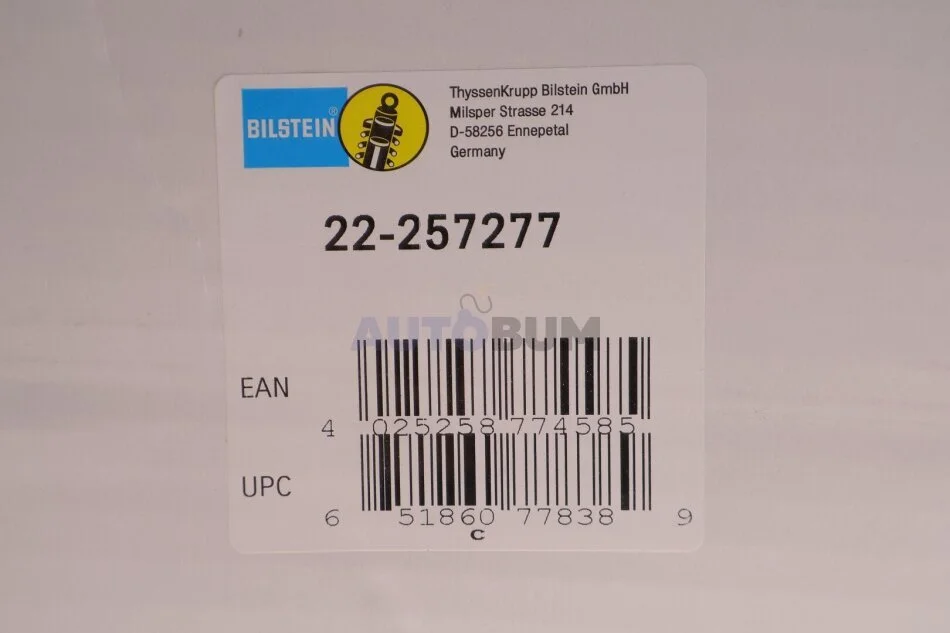 BILSTEIN®
ThyssenKrupp Bilstein GmbH
Milsper Strasse 214
D-58256 Ennepetal
Germany
22-257277
AUTOBUM
EAN
4 025258 774585
UPC
6 51860 77838 9
C